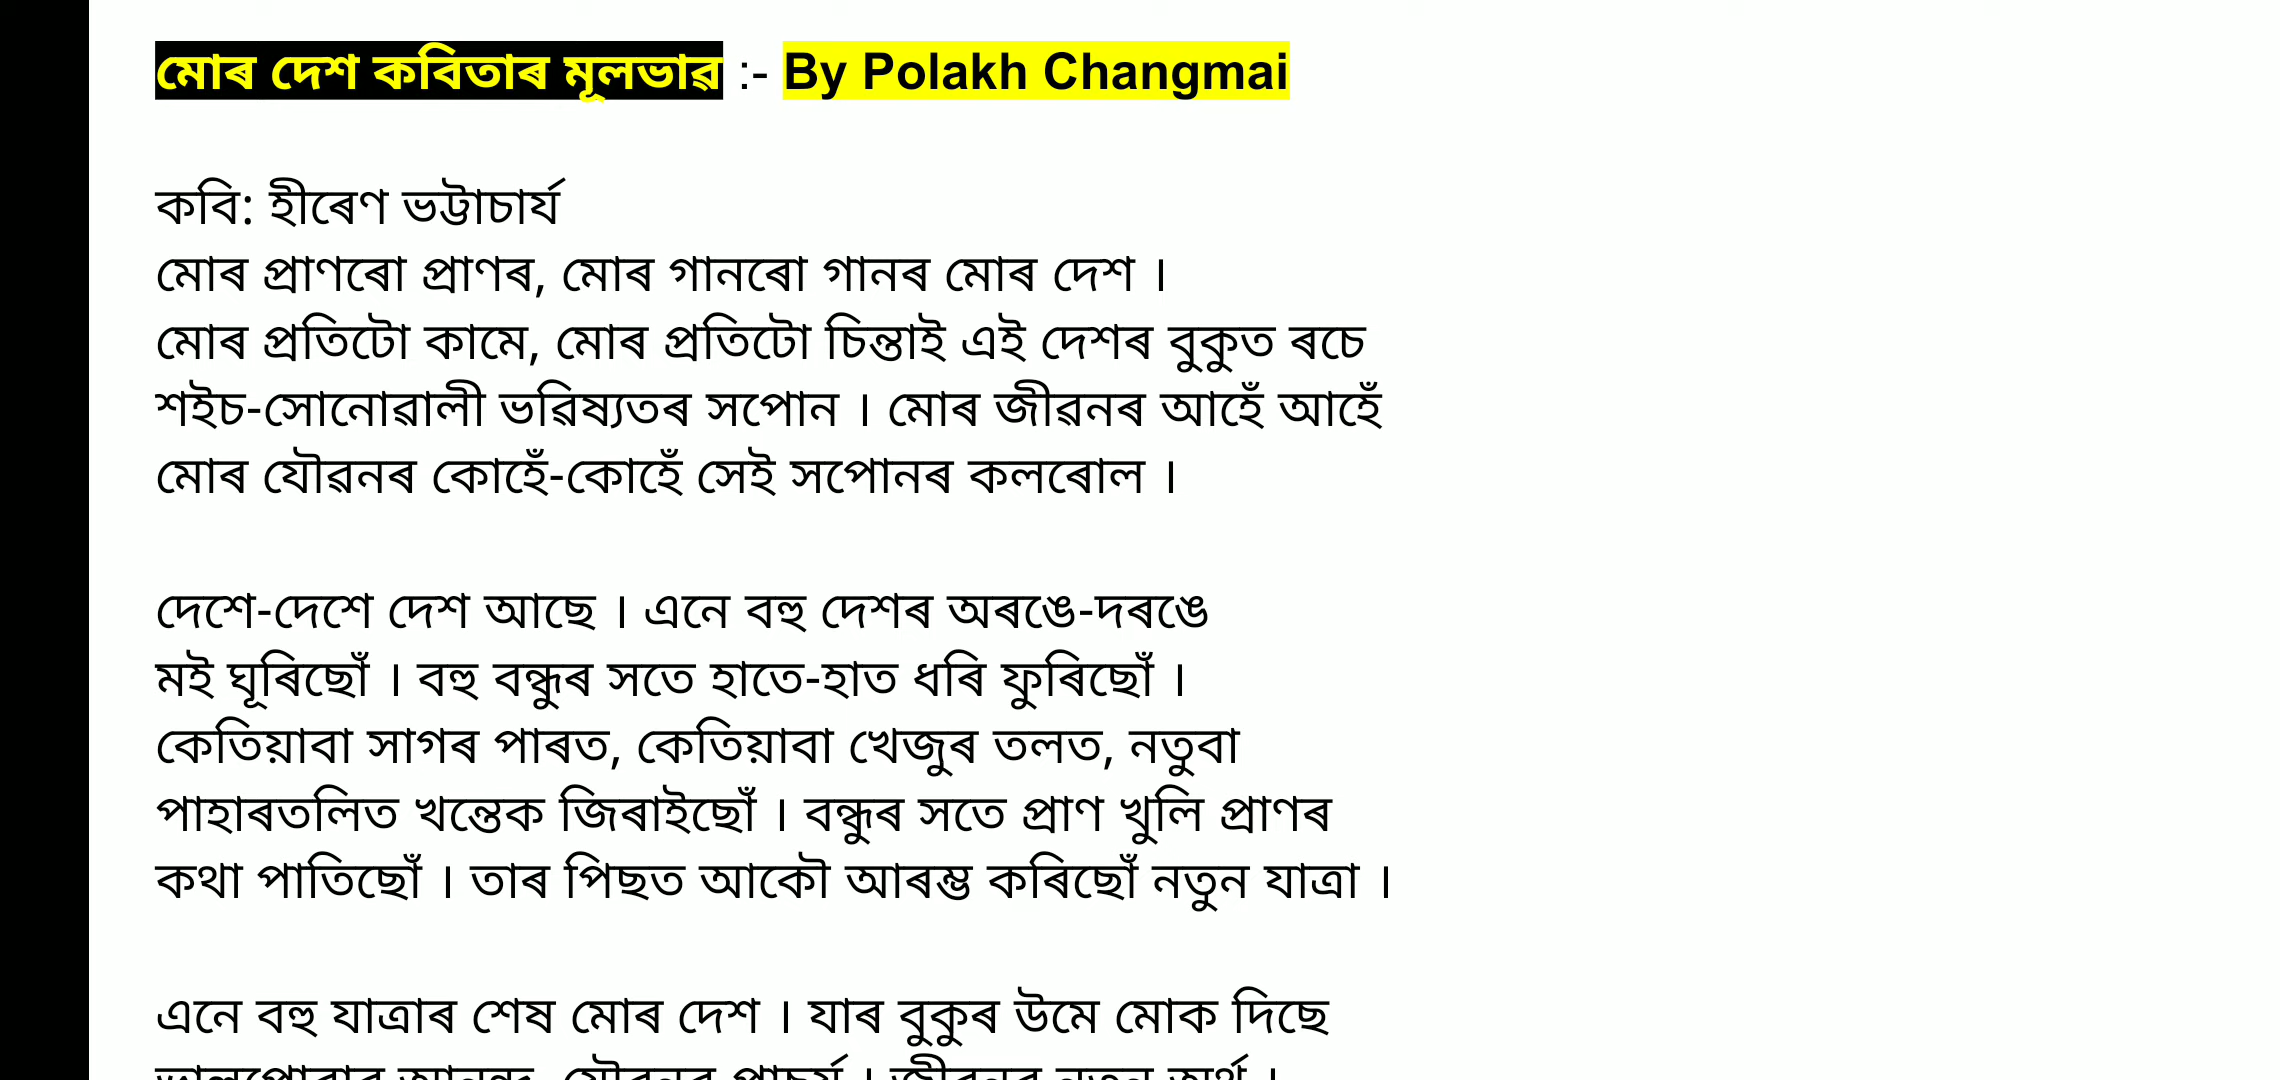 মোৰ দেশ কবিতাৰ মূলভাৱ :- By Polakh Changmai
কবি: হীৰেণ ভট্টাচাৰ্য
মোৰ প্ৰাণৰো প্ৰাণৰ, মোৰ গানৰো গানৰ মোৰ দেশ ।
মোৰ প্ৰতিটো কামে, মোৰ প্ৰতিটো চিন্তাই এই দেশৰ বুকুত ৰচে
শইচ-সোনোৱালী ভৱিষ্যতৰ সপোন । মোৰ জীৱনৰ আহেঁ আহেঁ
মোৰ যৌৱনৰ কোহেঁ-কোহেঁ সেই সপোনৰ কলৰোল ।
দেশে-দেশে দেশ আছে । এনে বহু দেশৰ অৰঙে-দৰঙে
মই ঘূৰিছোঁ । বহু বন্ধুৰ সতে হাতে-হাত ধৰি ফুৰিছোঁ ।
কেতিয়াবা সাগৰ পাৰত, কেতিয়াবা খেজুৰ তলত, নতুবা
পাহাৰতলিত খন্তেক জিৰাইছোঁ । বন্ধুৰ সতে প্ৰাণ খুলি প্ৰাণৰ
কথা পাতিছোঁ । তাৰ পিছত আকৌ আৰম্ভ কৰিছোঁ নতুন যাত্ৰা ।
এনে বহু যাত্ৰাৰ শেষ মোৰ দেশ । যাৰ বুকুৰ উমে মোক দিছে